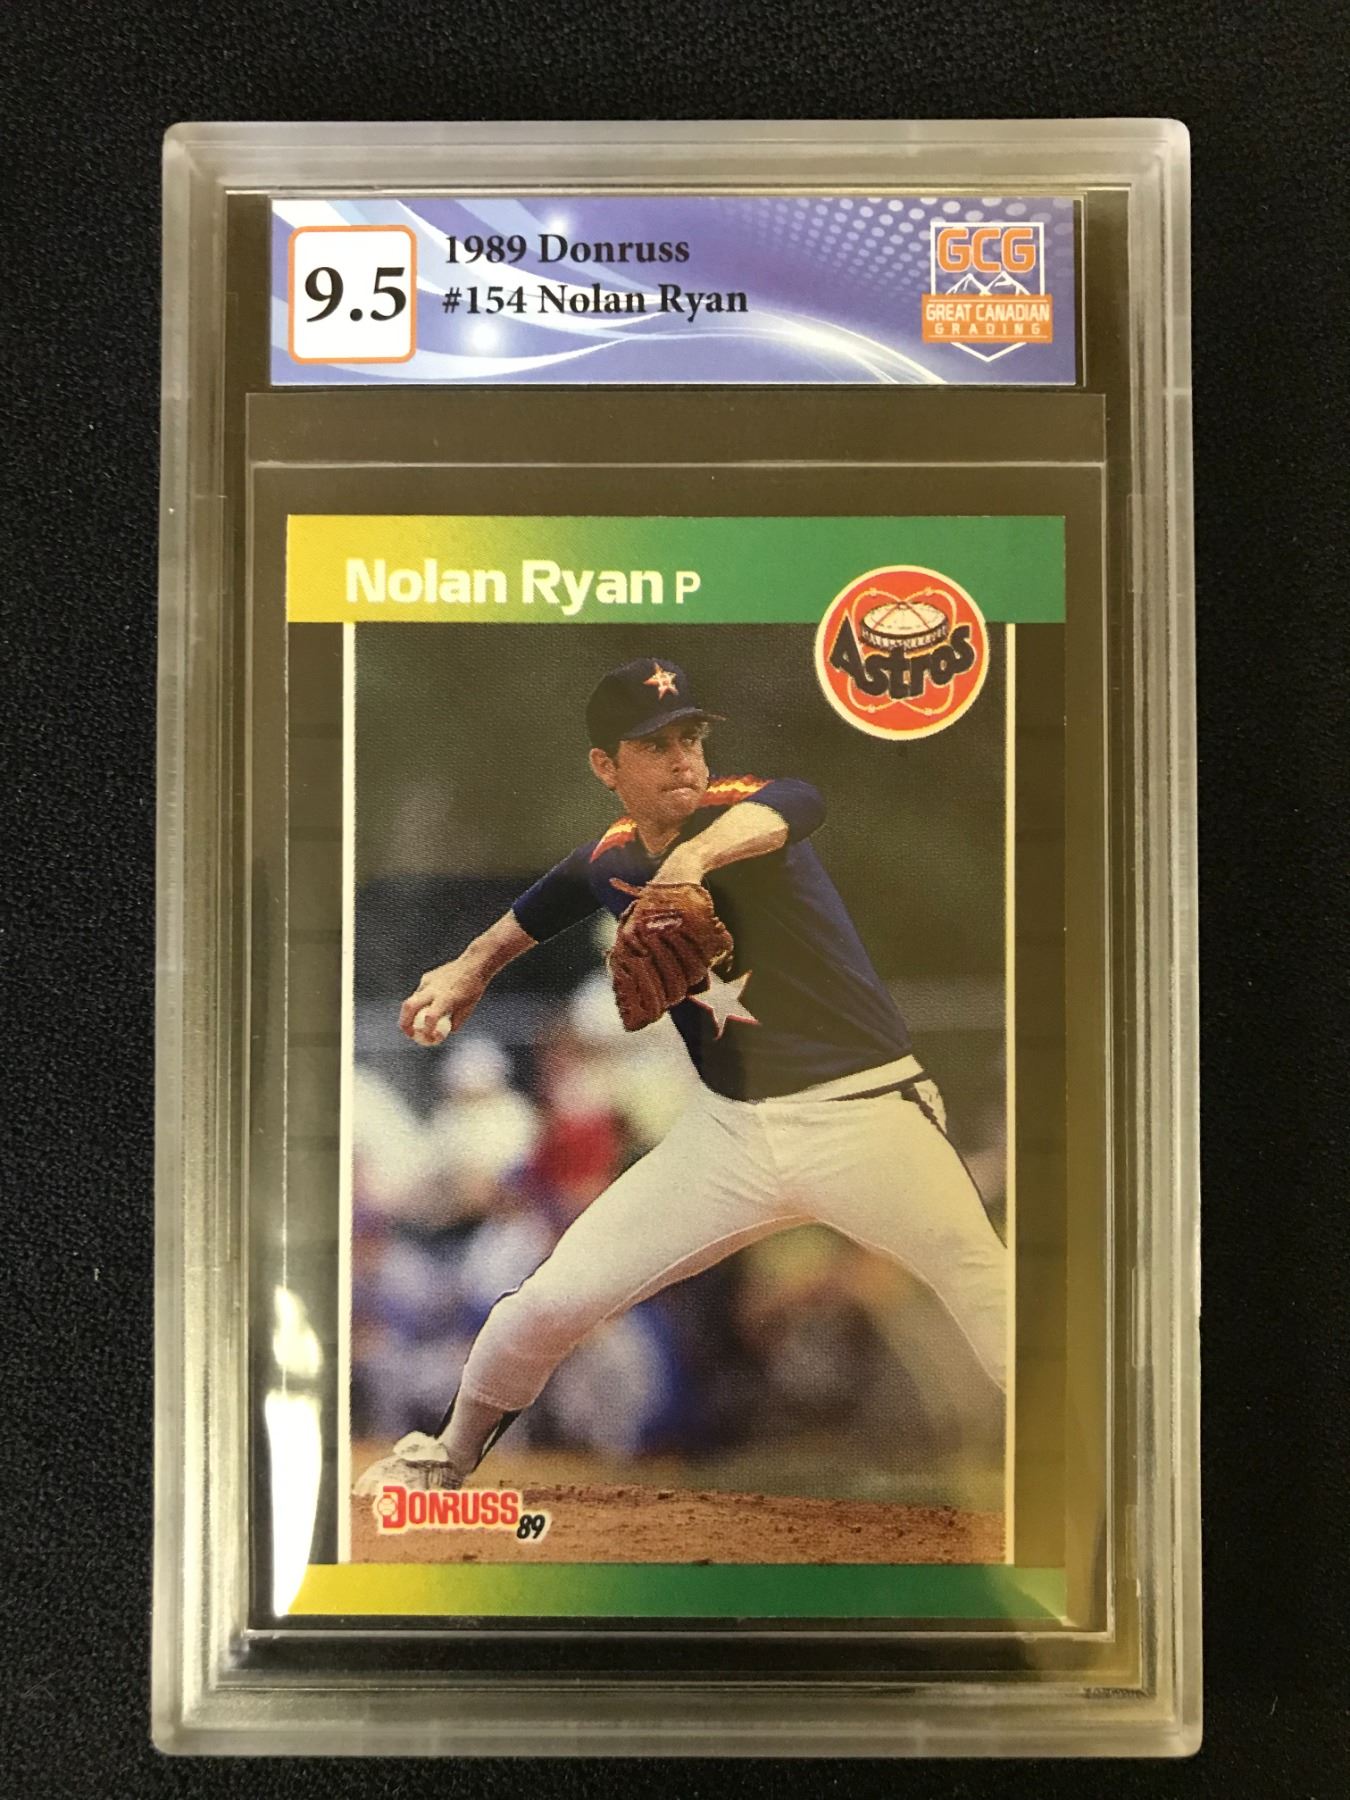 9.5
1989 Donruss
#154 Nolan Ryan
GCG
GREAT CANADIAN
GRADING
Nolan Ryan P
Astros
DONRUSS
89